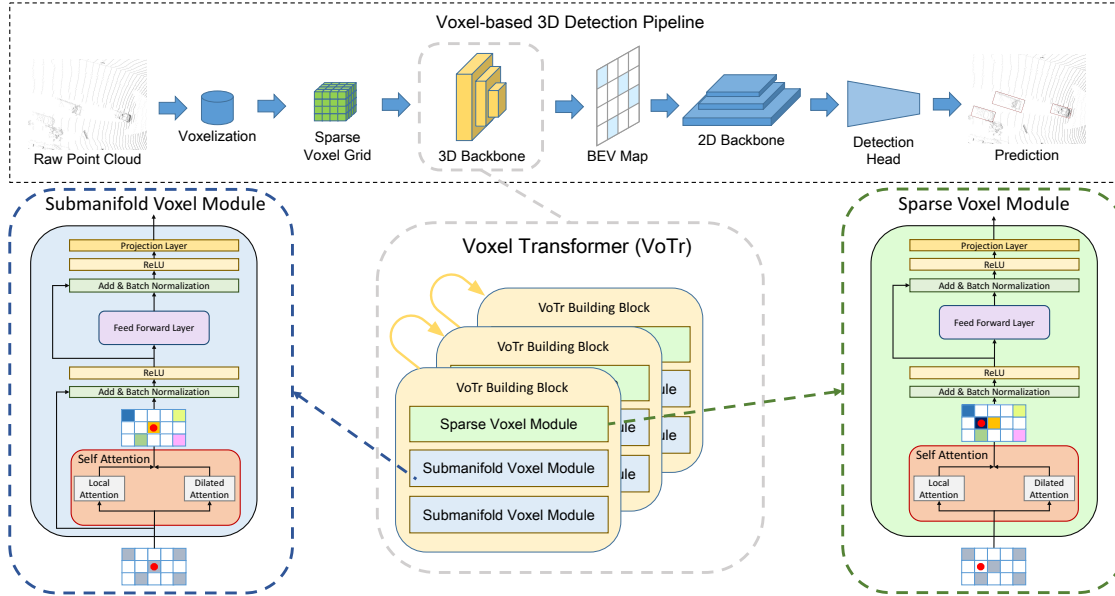 Voxel-based 3D Detection Pipeline
Raw Point Cloud
Voxelization
Sparse
Voxel Grid
3D Backbone
BEV Map
2D Backbone
Detection
Head
Prediction
Submanifold Voxel Module
Projection Layer
ReLU
Add & Batch Normalization
Feed Forward Layer
ReLU
Add & Batch Normalization
Self Attention
Local
Attention
Dilated
Attention
Voxel Transformer (VoTr)
VoTr Building Block
VoTr Building Block
VoTr Building Block
Sparse Voxel Module
Submanifold Voxel Module
Submanifold Voxel Module
ule
ule
ule
ule
Sparse Voxel Module
Projection Layer
ReLU
Add & Batch Normalization
Feed Forward Layer
ReLU
Add & Batch Normalization
Self Attention
Local
Attention
Dilated
Attention